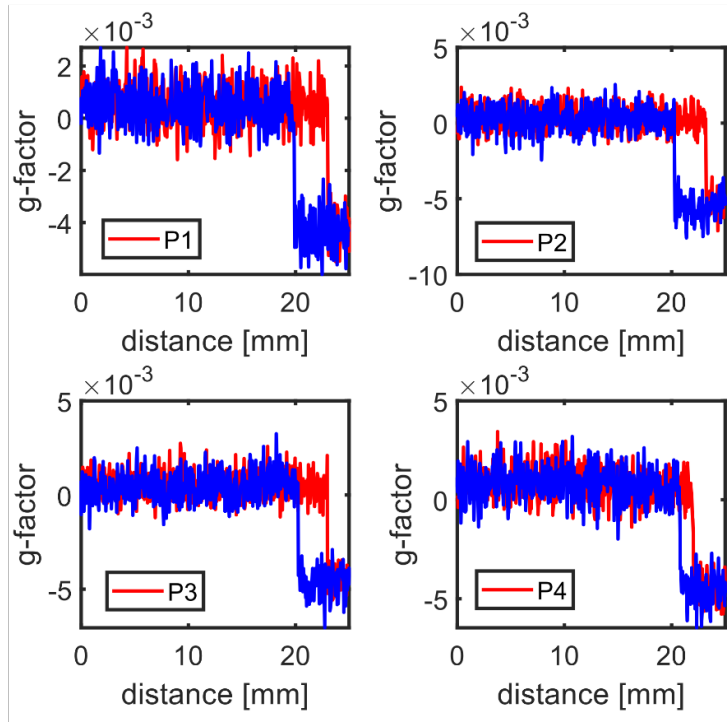 ×10-3
2
0
-2
-4
g-factor
P1
0
10
20
distance [mm]
×10-3
5
0
-5
-10
g-factor
P2
0
10
20
distance [mm]
×10-3
5
0
-5
g-factor
P3
0
10
20
distance [mm]
×10-3
5
0
-5
g-factor
P4
0
10
20
distance [mm]